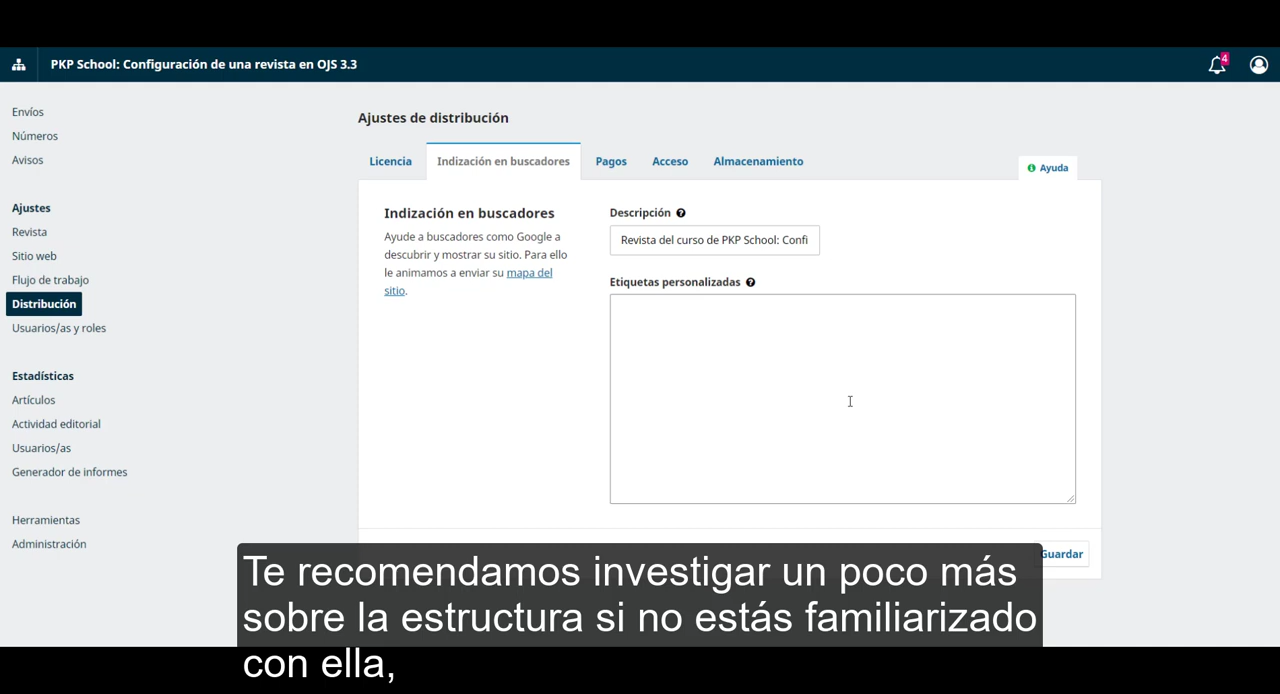 PKP School: Configuración de una revista en OJS 3.3
4
Envíos
Números
Avisos
Ajustes
Revista
Sitio web
Flujo de trabajo
Distribución
Usuarios/as y roles
Estadísticas
Artículos
Actividad editorial
Usuarios/as
Generador de informes
Herramientas
Administración
Ajustes de distribución
Licencia
Indización en buscadores
Pagos
Acceso
Almacenamiento
Ayuda
Indización en buscadores
Ayude a buscadores como Google a
descubrir y mostrar su sitio. Para ello
le animamos a enviar su mapa del
sitio.
Descripción
Revista del curso de PKP School: Confi
Etiquetas personalizadas
Guardar
Te recomendamos investigar un poco más
sobre la estructura si no estás familiarizado
con ella,